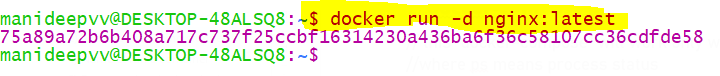 manideepvv@DESKTOP-48ALSQ8:~$ docker run -d nginx:latest
75a89a72b6b408a717c737f25ccbf16314230a436ba6f36c58107cc36cdfde58
manideepvv@DESKTOP-48ALSQ8:~$